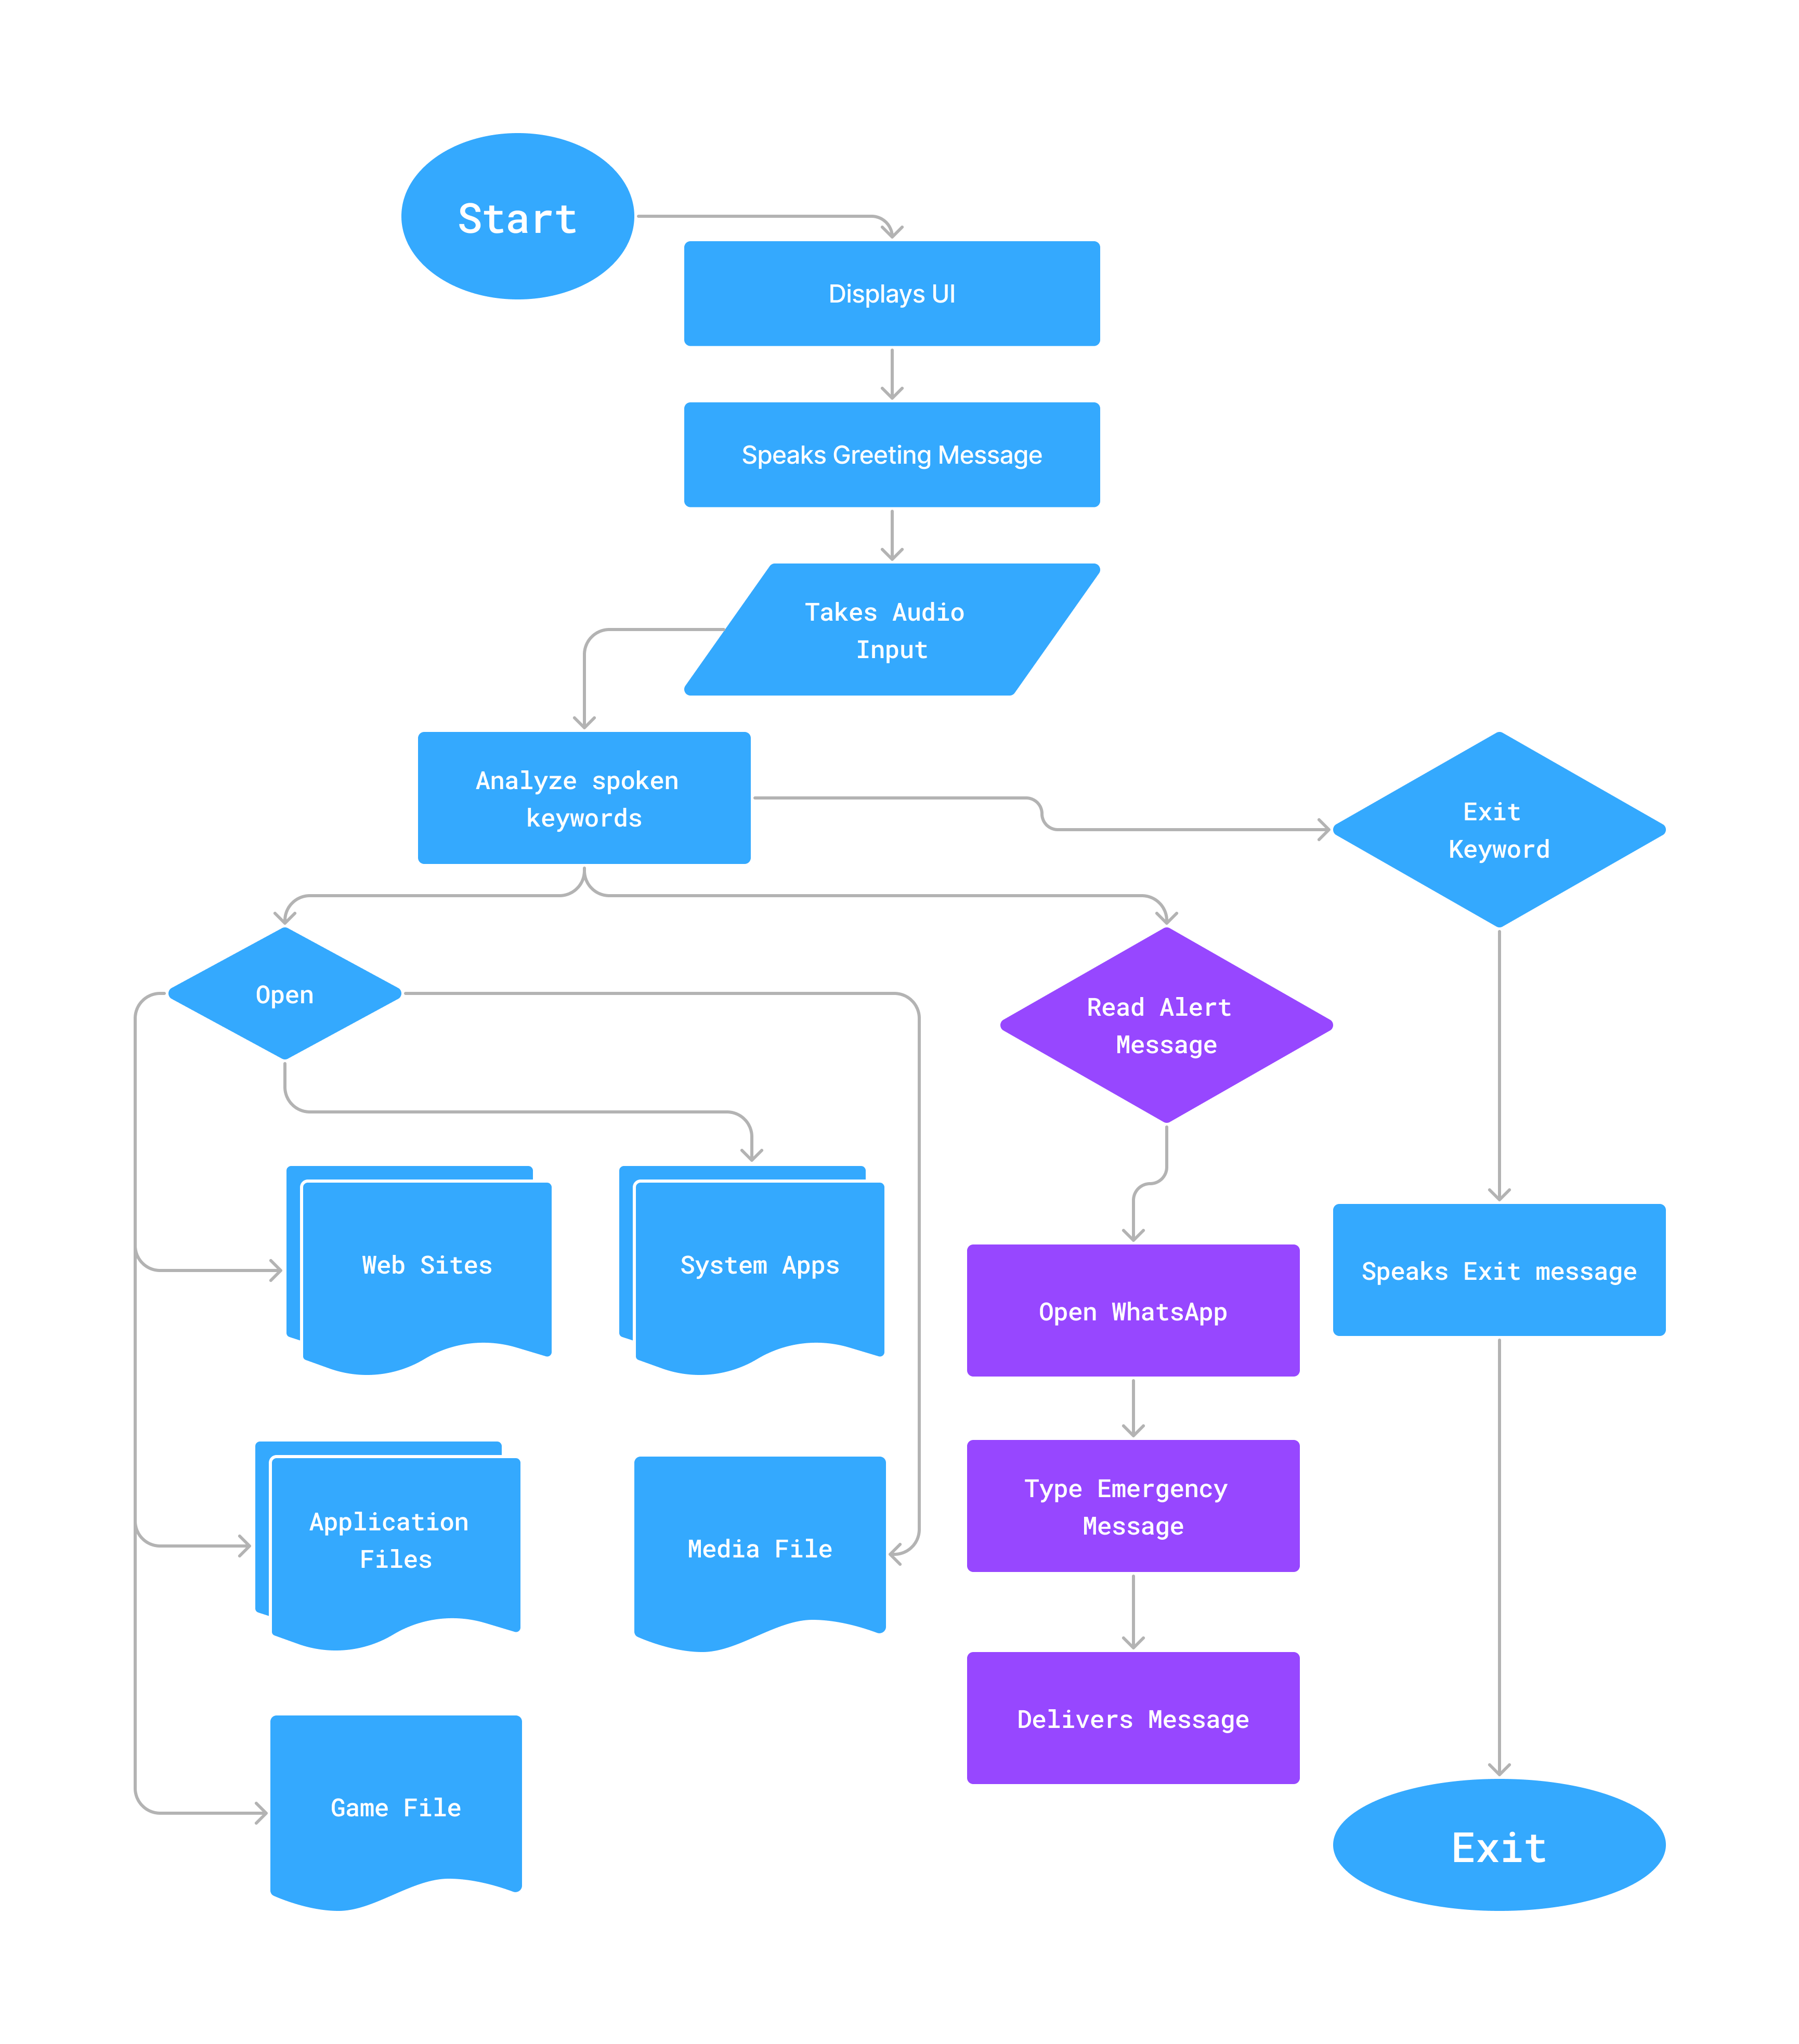 Start
Displays UI
Speaks Greeting Message
Takes Audio
Input
Analyze spoken
keywords
Exit
Keyword
Open
Read Alert
Message
Web Sites
System Apps
Open WhatsApp
Speaks Exit message
Application
Files
Media File
Type Emergency
Message
Delivers Message
Game File
Exit